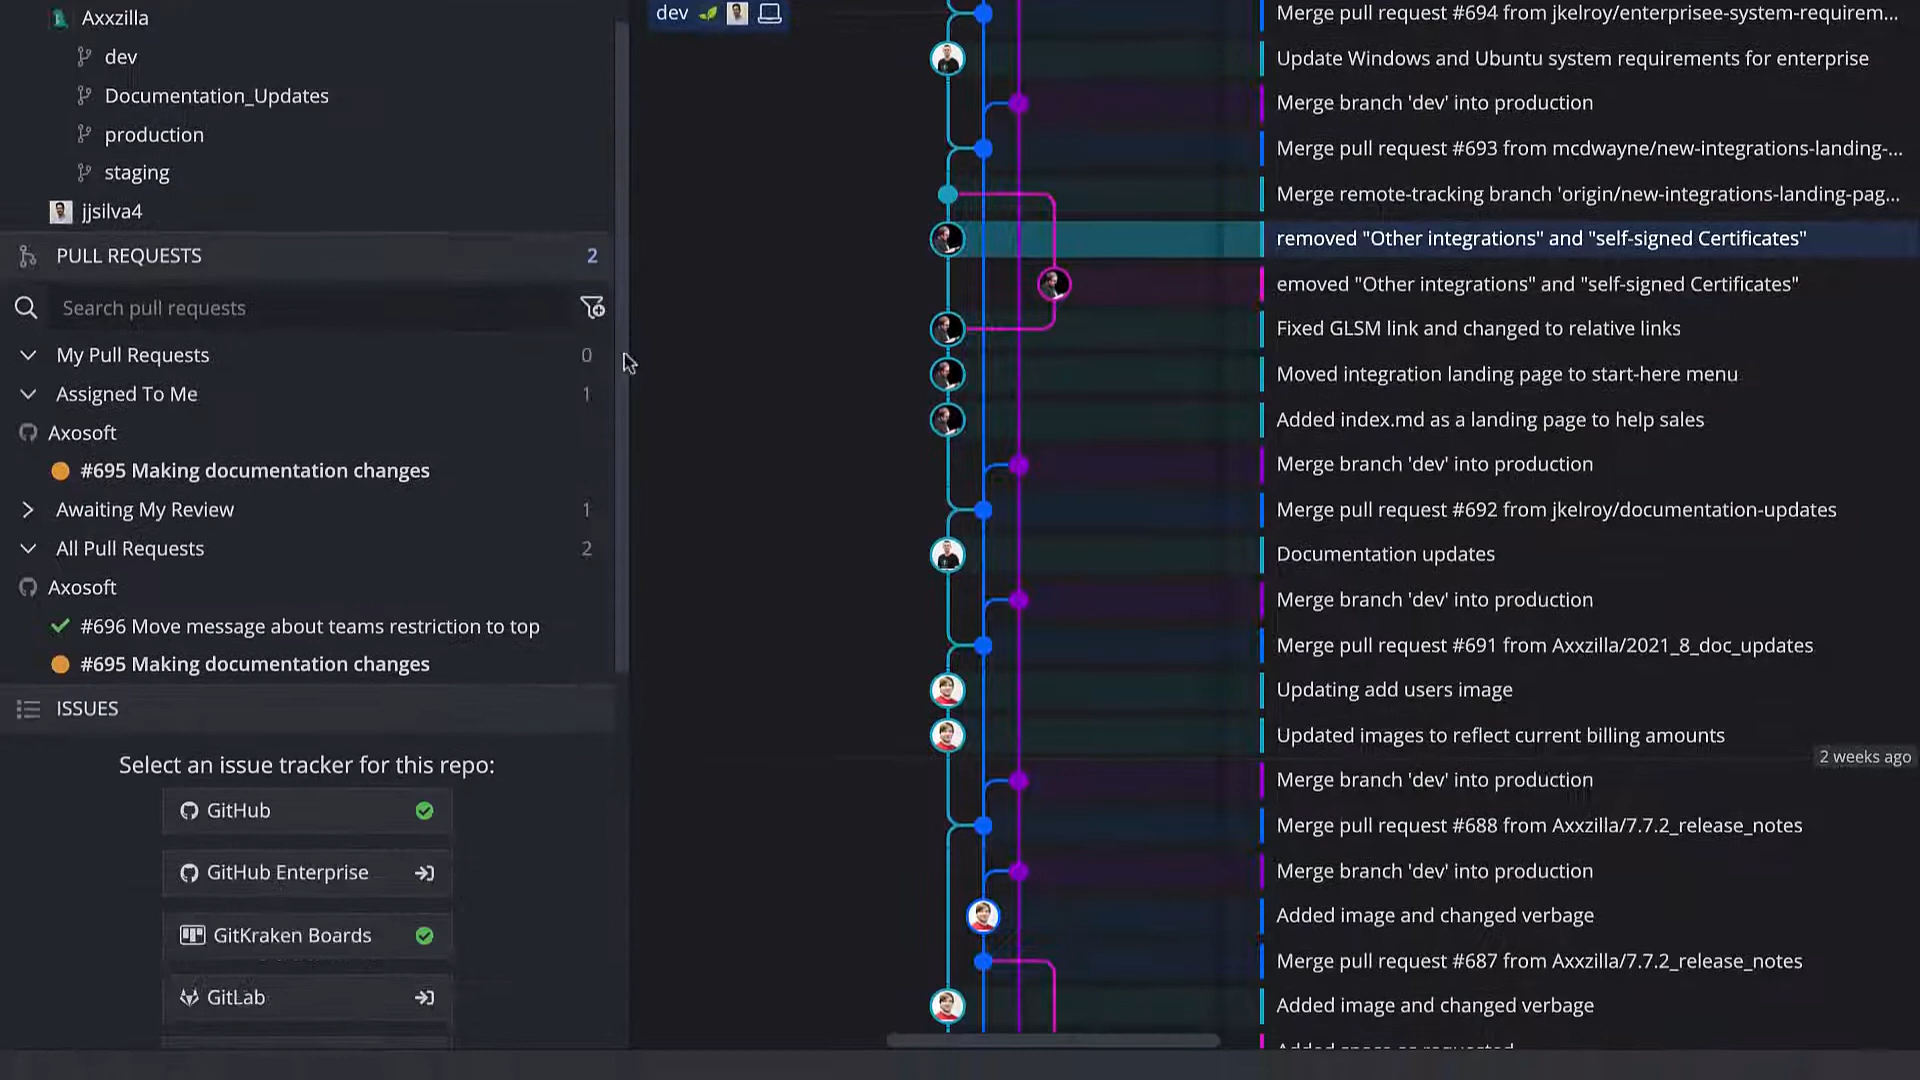 Axxzilla
dev
Documentation_Updates
production
staging
jjsilva4
PULL REQUESTS 2
Search pull requests
My Pull Requests 0
Assigned To Me 1
Axosoft
#695 Making documentation changes
Awaiting My Review 1
All Pull Requests 2
Axosoft
#696 Move message about teams restriction to top
#695 Making documentation changes
ISSUES
Select an issue tracker for this repo:
GitHub
GitHub Enterprise
GitKraken Boards
GitLab
dev
Merge pull request #694 from jkelroy/enterprisee-system-requirem...
Update Windows and Ubuntu system requirements for enterprise
Merge branch 'dev' into production
Merge pull request #693 from mcdwayne/new-integrations-landing-...
Merge remote-tracking branch 'origin/new-integrations-landing-pag...
removed "Other integrations" and "self-signed Certificates"
emoved "Other integrations" and "self-signed Certificates"
Fixed GLSM link and changed to relative links
Moved integration landing page to start-here menu
Added index.md as a landing page to help sales
Merge branch 'dev' into production
Merge pull request #692 from jkelroy/documentation-updates
Documentation updates
Merge branch 'dev' into production
Merge pull request #691 from Axxzilla/2021_8_doc_updates
Updating add users image
Updated images to reflect current billing amounts
2 weeks ago
Merge branch 'dev' into production
Merge pull request #688 from Axxzilla/7.7.2_release_notes
Merge branch 'dev' into production
Added image and changed verbage
Merge pull request #687 from Axxzilla/7.7.2_release_notes
Added image and changed verbage